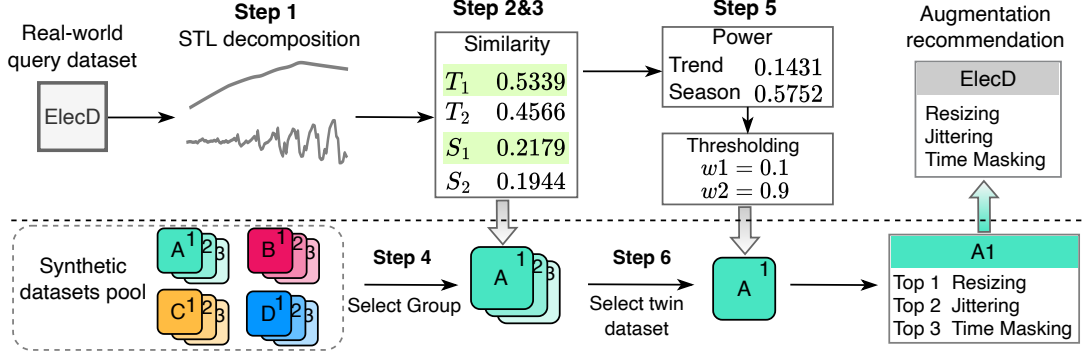 Real-world
query dataset
ElecD
Step 1
STL decomposition
Step 2&3
Similarity
T₁ 0.5339
T₂ 0.4566
S₁ 0.2179
S₂ 0.1944
Step 5
Power
Trend 0.1431
Season 0.5752
Thresholding
w1 = 0.1
w2 = 0.9
Augmentation
recommendation
ElecD
Resizing
Jittering
Time Masking
Synthetic
datasets pool
A 1 2 3
B 1 2 3
C 1 2 3
D 1 2 3
Step 4
Select Group
A 1 2 3
Step 6
Select twin
dataset
A 1
A1
Top 1 Resizing
Top 2 Jittering
Top 3 Time Masking